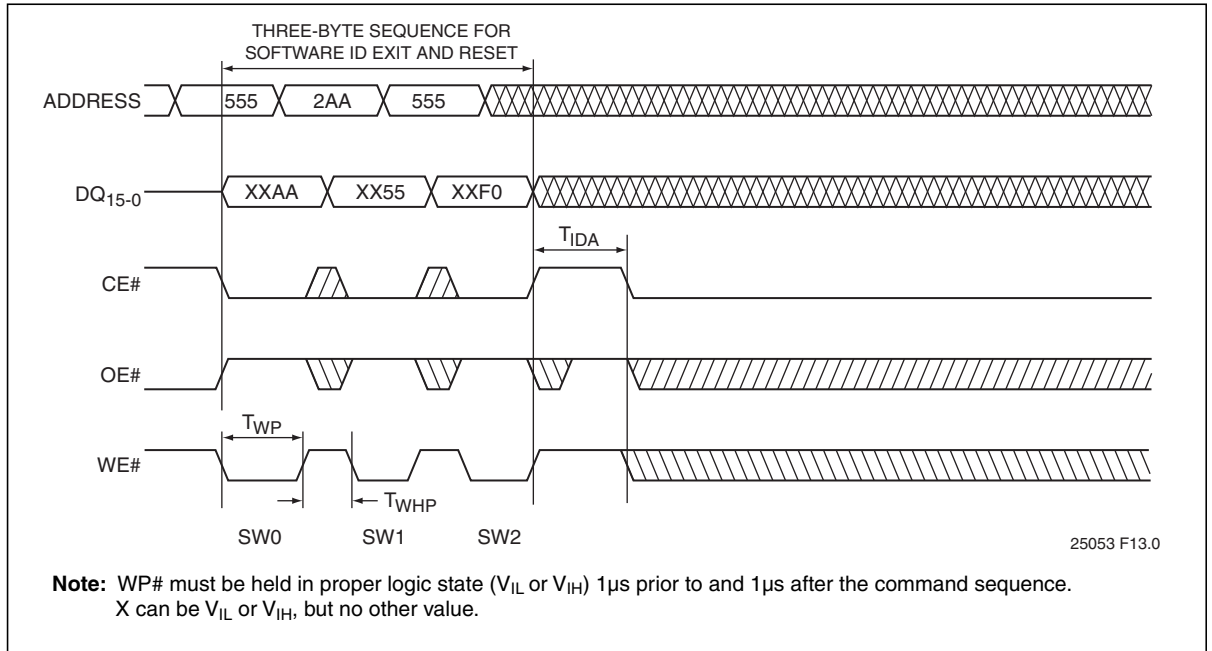 THREE-BYTE SEQUENCE FOR
SOFTWARE ID EXIT AND RESET
ADDRESS 555 2AA 555
DQ15-0 XXAA XX55 XXF0
TIDA
CE#
OE#
TWP
WE#
TWHP
SW0 SW1 SW2
25053 F13.0
Note: WP# must be held in proper logic state (VIL or VIH) 1µs prior to and 1µs after the command sequence.
X can be VIL or VIH, but no other value.